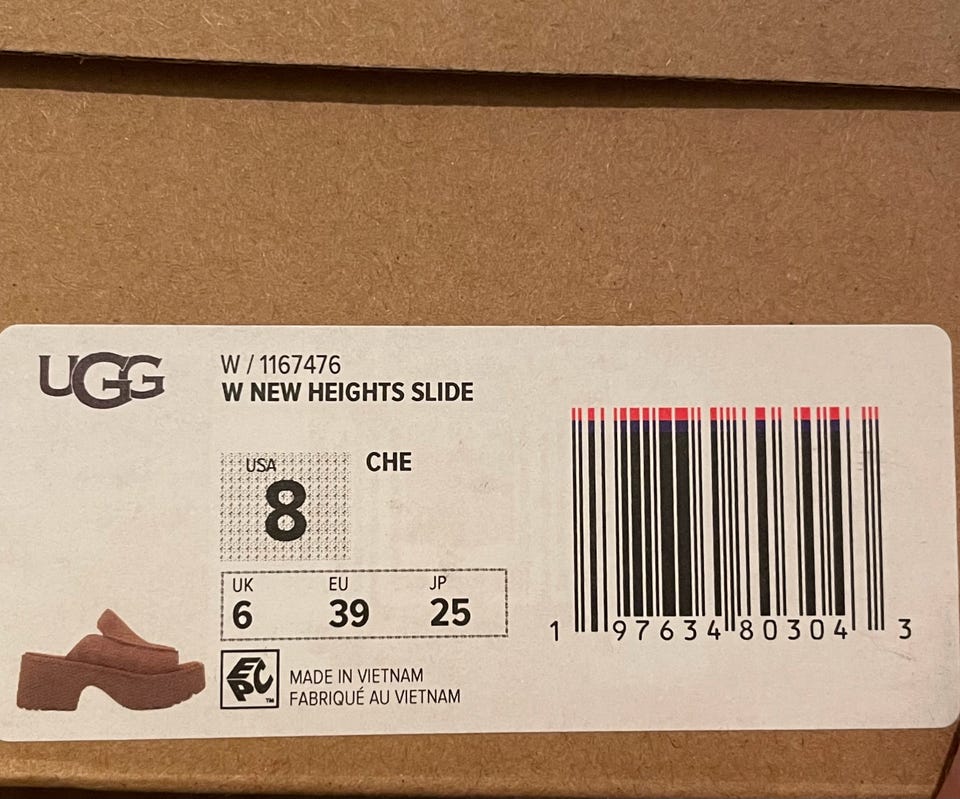 UGG
W / 1167476
W NEW HEIGHTS SLIDE
USA
8
CHE
UK EU JP
6 39 25
EPC™
MADE IN VIETNAM
FABRIQUÉ AU VIETNAM
1 97634 80304 3